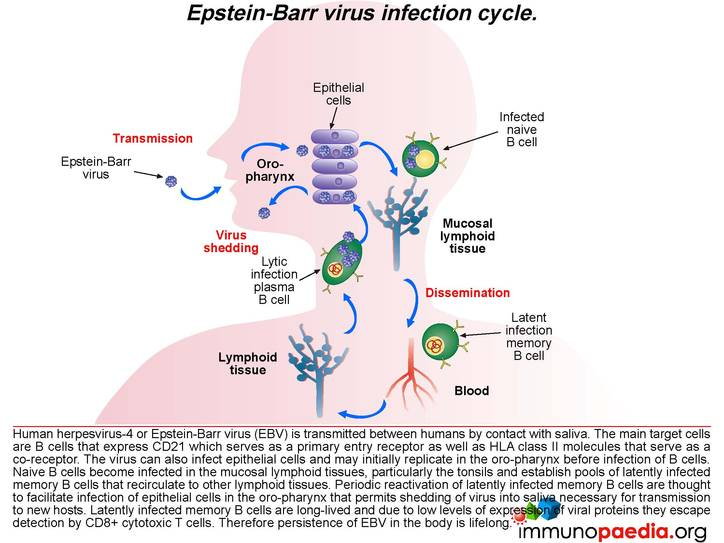 Epstein-Barr virus infection cycle.
Epithelial
cells
Infected
naive
B cell
Transmission
Epstein-Barr
virus
Oro-
pharynx
Mucosal
lymphoid
tissue
Virus
shedding
Lytic
infection
plasma
B cell
Dissemination
Latent
infection
memory
B cell
Lymphoid
tissue
Blood
Human herpesvirus-4 or Epstein-Barr virus (EBV) is transmitted between humans by contact with saliva. The main target cells
are B cells that express CD21 which serves as a primary entry receptor as well as HLA class II molecules that serve as a
co-receptor. The virus can also infect epithelial cells and may initially replicate in the oro-pharynx before infection of B cells.
Naive B cells become infected in the mucosal lymphoid tissues, particularly the tonsils and establish pools of latently infected
memory B cells that recirculate to other lymphoid tissues. Periodic reactivation of latently infected memory B cells are thought
to facilitate infection of epithelial cells in the oro-pharynx that permits shedding of virus into saliva necessary for transmission
to new hosts. Latently infected memory B cells are long-lived and due to low levels of expression of viral proteins they escape
detection by CD8+ cytotoxic T cells. Therefore persistence of EBV in the body is lifelong.
immunopaedia.org